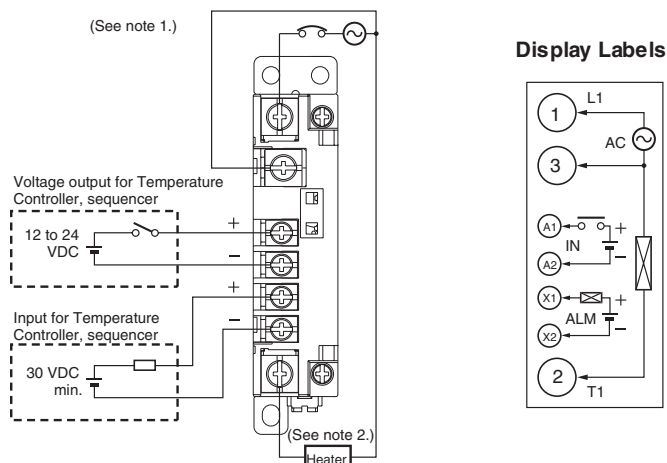 (See note 1.)
Voltage output for Temperature
Controller, sequencer
12 to 24
VDC
+
−
+
−
Input for Temperature
Controller, sequencer
30 VDC
min.
(See note 2.)
Heater
Display Labels
1
L1
AC
3
A1
+
IN
−
A2
X1
+
ALM
−
X2
2
T1